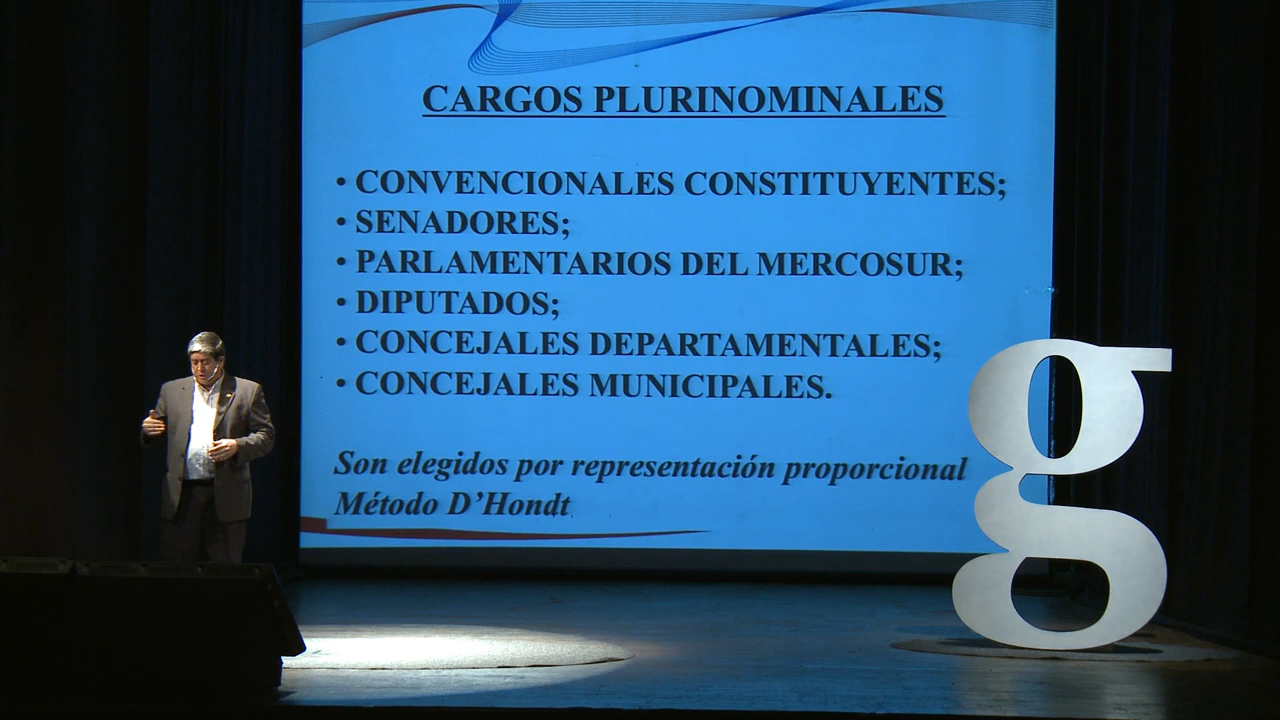 CARGOS PLURINOMINALES
• CONVENCIONALES CONSTITUYENTES;
• SENADORES;
• PARLAMENTARIOS DEL MERCOSUR;
• DIPUTADOS;
• CONCEJALES DEPARTAMENTALES;
• CONCEJALES MUNICIPALES.
Son elegidos por representación proporcional
Método D'Hondt
g